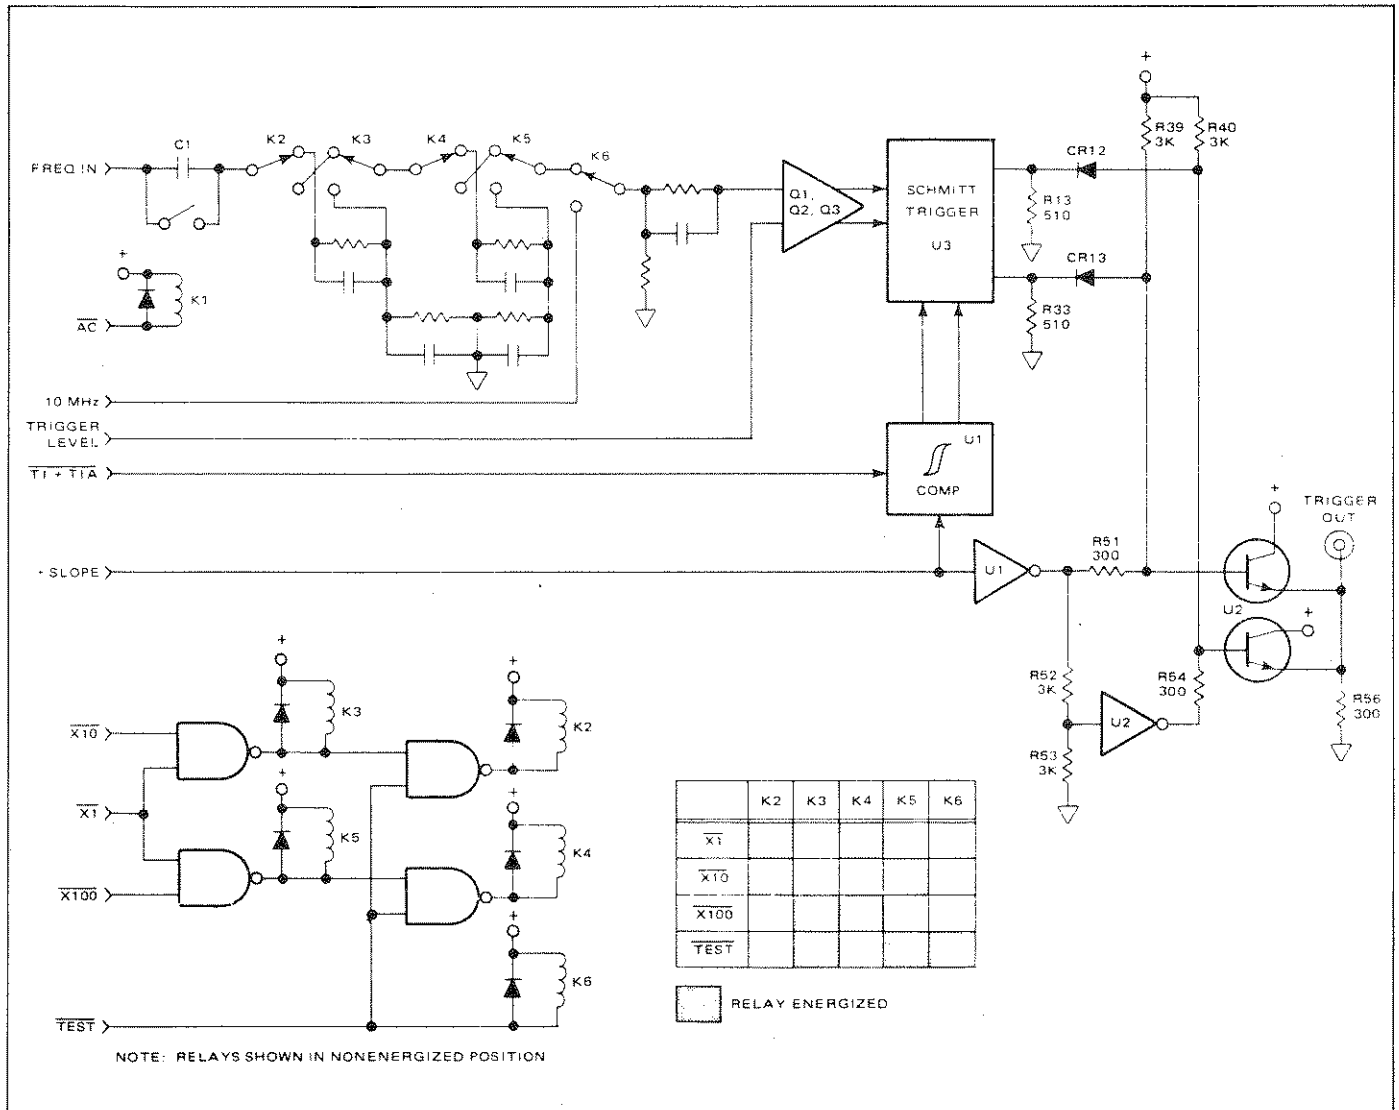 C1
K2
K3
K4
K5
K6
FREQ IN
+
K1
AC
10 MHz
TRIGGER
LEVEL
TI + TIA
+ SLOPE
Q1,
Q2, Q3
SCHMITT
TRIGGER
U3
U1
COMP
+
R39
3K
R40
3K
CR12
R13
510
CR13
R33
510
U1
R51
300
+
TRIGGER
OUT
U2
+
R52
3K
R53
3K
U2
R54
300
R56
300
+
K3
+
K2
X10
X1
+
K5
+
K4
X100
+
K6
TEST
K2 K3 K4 K5 K6
X1
X10
X100
TEST
RELAY ENERGIZED
NOTE: RELAYS SHOWN IN NONENERGIZED POSITION